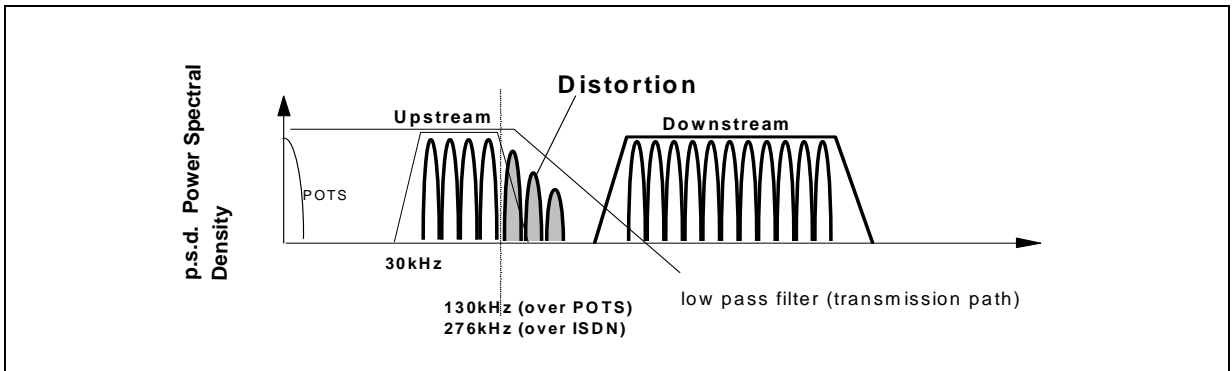 p.s.d. Power Spectral
Density
Distortion
Upstream
Downstream
POTS
30kHz
130kHz (over POTS)
276kHz (over ISDN)
low pass filter (transmission path)